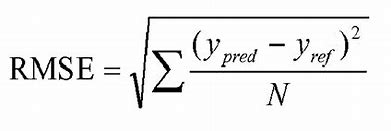 RMSE = √(∑ (y_pred − y_ref)² / N)